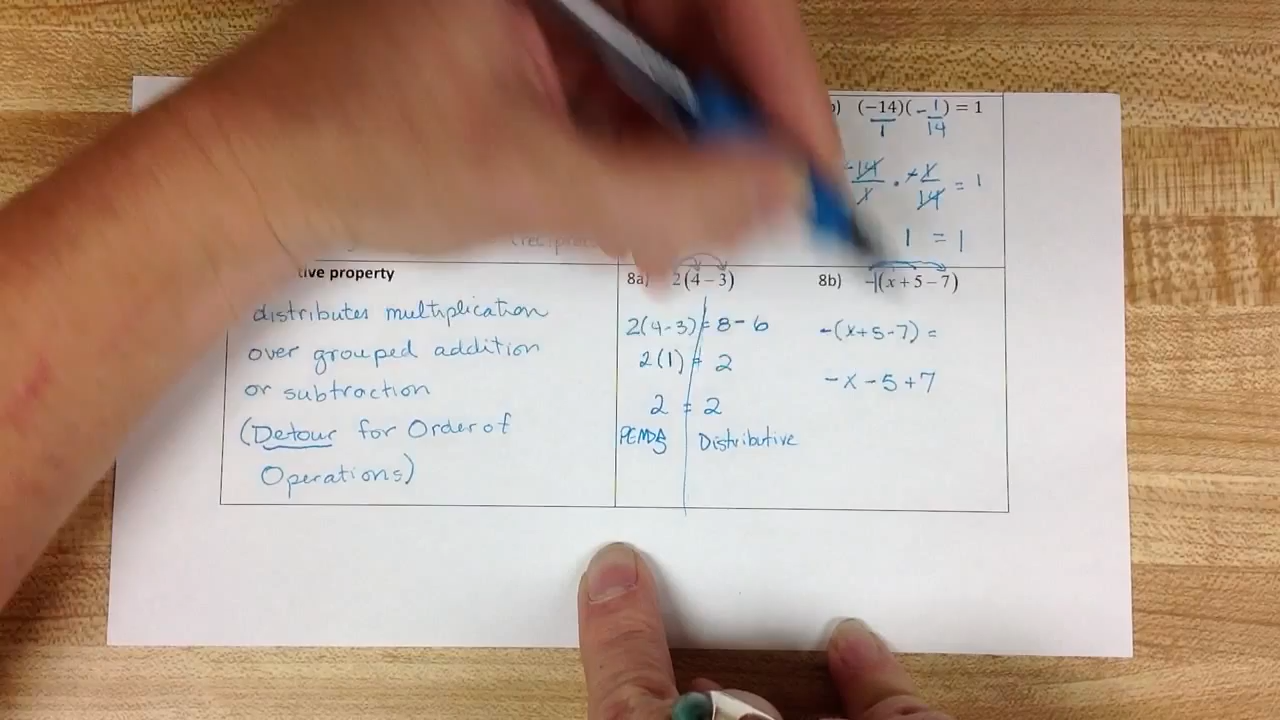 (-14)(-1/14) = 1
-14/1 · -1/14 = 1
1 = 1
tive property
distributes multiplication
over grouped addition
or subtraction
(Detour for Order of
Operations)
8a) 2(4-3)
2(4-3) = 8-6
2(1) = 2
2 = 2
PEMDAS Distributive
8b) -1(x+5-7)
-(x+5-7) =
-x-5+7